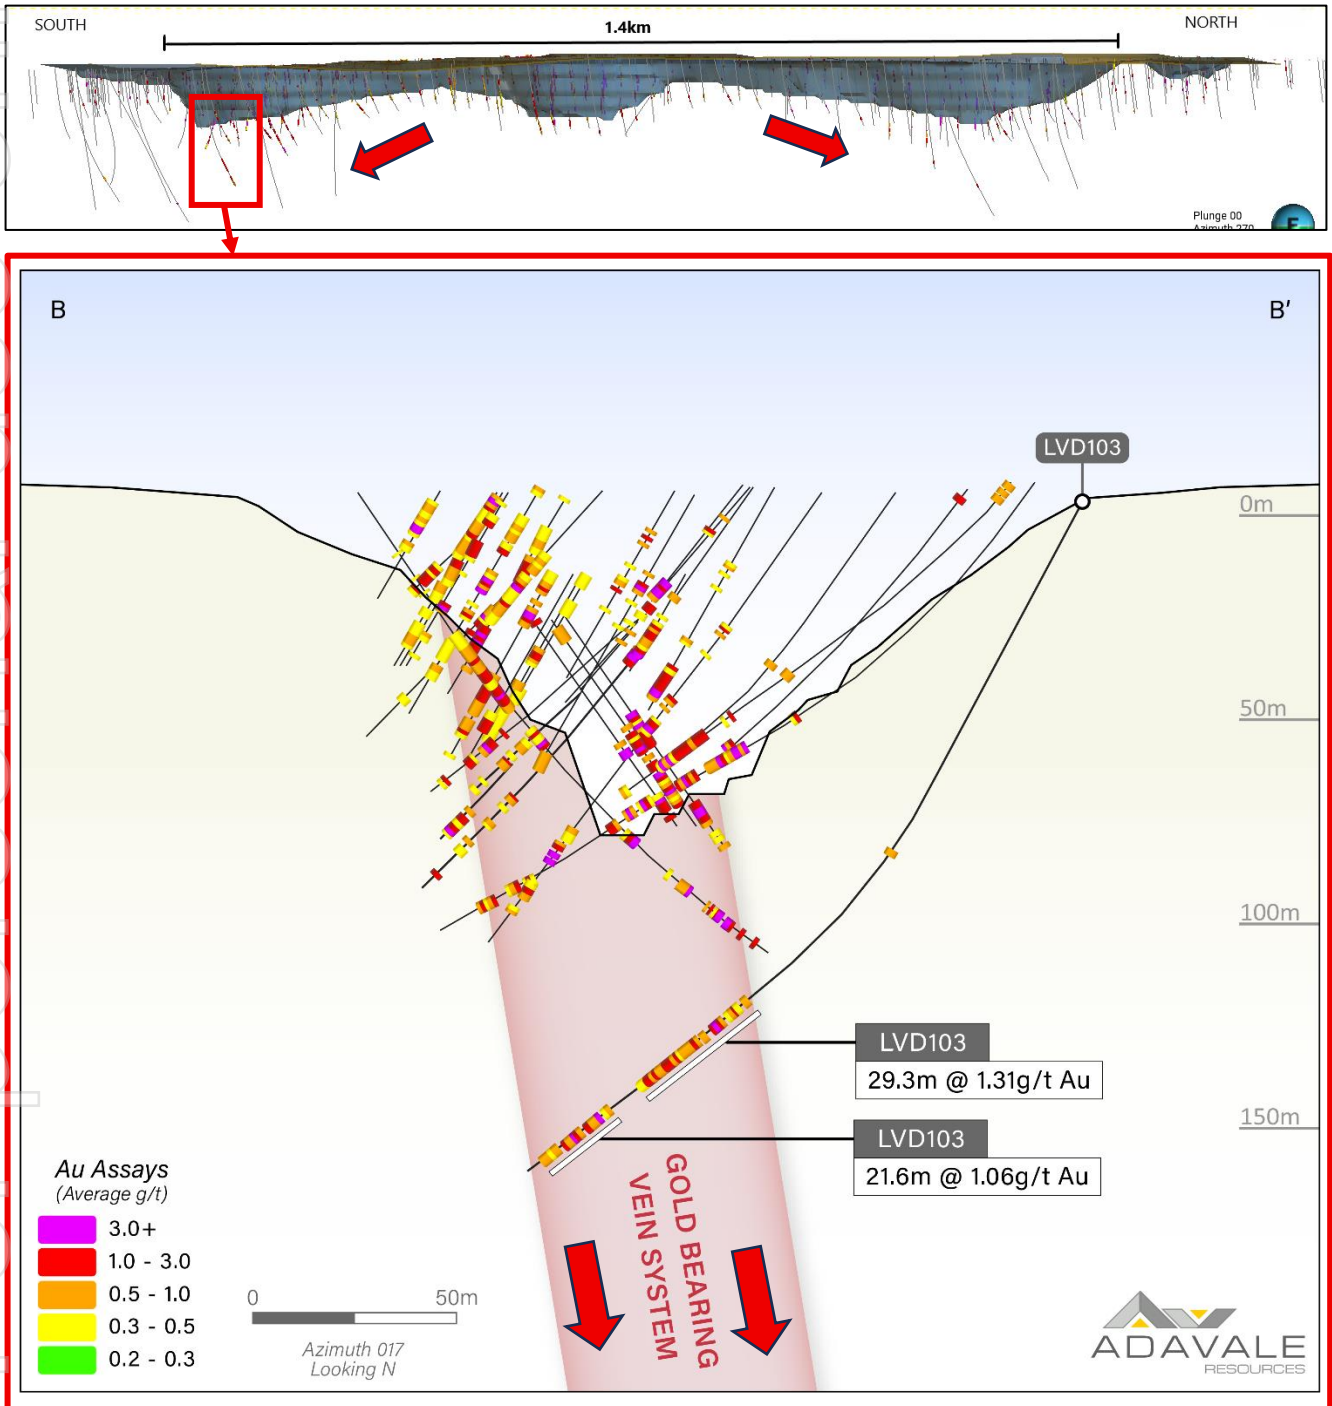 SOUTH
1.4km
NORTH
Plunge 00
Azimuth 270
E
B
B'
LVD103
0m
50m
100m
150m
LVD103
29.3m @ 1.31g/t Au
LVD103
21.6m @ 1.06g/t Au
GOLD BEARING
VEIN SYSTEM
Au Assays
(Average g/t)
3.0+
1.0 - 3.0
0.5 - 1.0
0.3 - 0.5
0.2 - 0.3
0 50m
Azimuth 017
Looking N
ADAVALE
RESOURCES